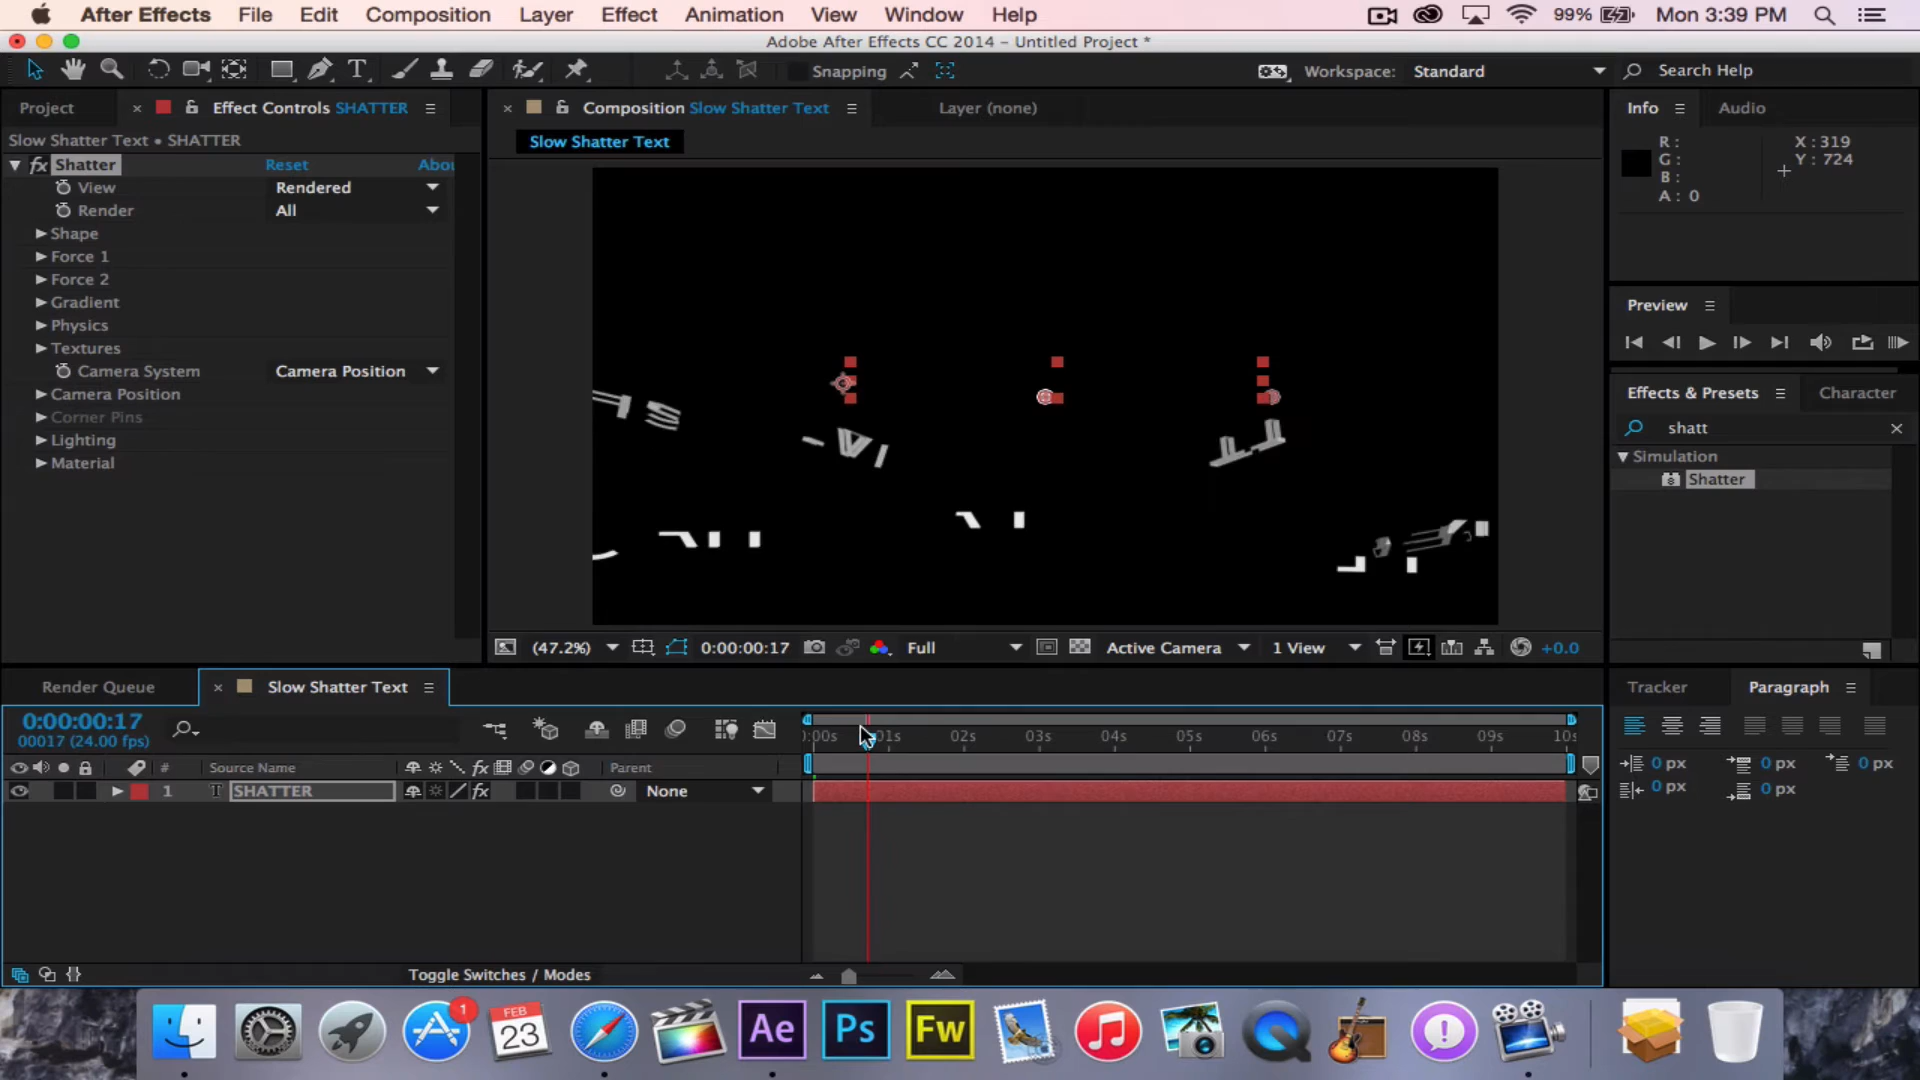 After Effects File Edit Composition Layer Effect Animation View Window Help 99% Mon 3:39 PM
Adobe After Effects CC 2014 - Untitled Project *
Snapping Workspace: Standard Search Help
Project Effect Controls SHATTER Composition Slow Shatter Text Layer (none) Info Audio
Slow Shatter Text • SHATTER Slow Shatter Text
R: X : 319
G: Y : 724
B:
A : 0
fx Shatter Reset Abou
View Rendered
Render All
Shape
Force 1
Force 2
Gradient
Physics
Textures
Camera System Camera Position
Camera Position
Corner Pins
Lighting
Material
Preview
Effects & Presets Character
shatt
Simulation
Shatter
(47.2%) 0:00:00:17 Full Active Camera 1 View +0.0
Render Queue Slow Shatter Text Tracker Paragraph
0:00:00:17
00017 (24.00 fps)
):00s 01s 02s 03s 04s 05s 06s 07s 08s 09s 10s
# Source Name fx Parent
1 T SHATTER fx None
0 px 0 px 0 px
0 px 0 px
Toggle Switches / Modes
1 FEB 23 Ae Ps Fw